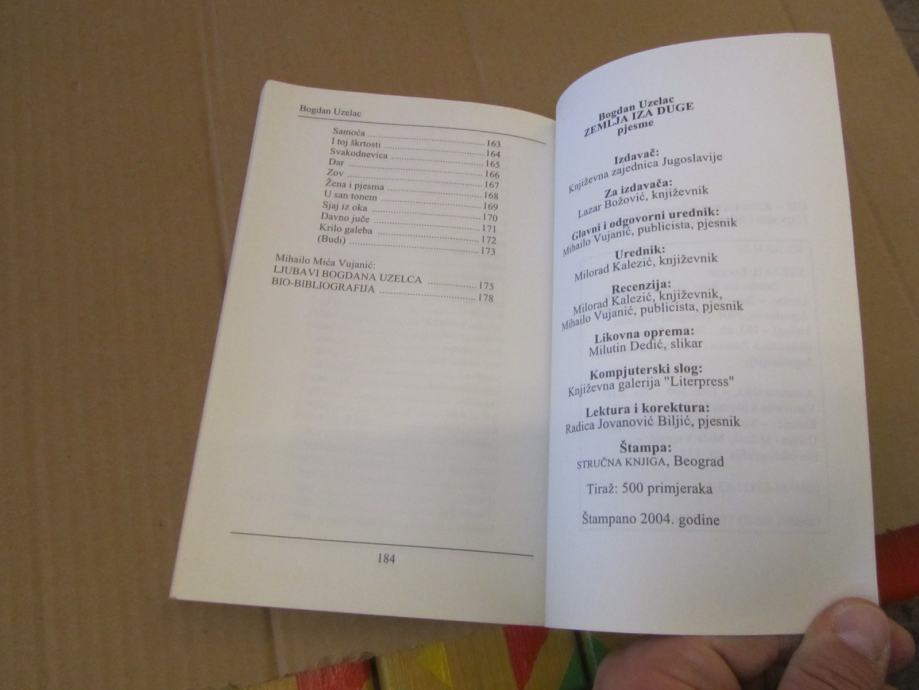 Bogdan Uzelac
Samoća ........ 163
I toj škrtosti ........ 164
Svakodnevica ........ 165
Dar ........ 166
Zov ........ 167
Žena i pjesma ........ 168
U san tonem ........ 169
Sjaj iz oka ........ 170
Davno juče ........ 171
Krilo galeba ........ 172
(Budi) ........ 173
Mihailo Mića Vujanić:
LJUBAVI BOGDANA UZELCA ........ 175
BIO-BIBLIOGRAFIJA ........ 178
184
Bogdan Uzelac
ZEMLJA IZA DUGE
pjesme
Izdavač:
Književna zajednica Jugoslavije
Za izdavača:
Lazar Božović, književnik
Glavni i odgovorni urednik:
Mihailo Vujanić, publicista, pjesnik
Urednik:
Milorad Kalezić, književnik
Recenzija:
Milorad Kalezić, književnik,
Mihailo Vujanić, publicista, pjesnik
Likovna oprema:
Milutin Dedić, slikar
Kompjuterski slog:
Književna galerija "Literpress"
Lektura i korektura:
Radica Jovanović Biljić, pjesnik
Štampa:
STRUČNA KNJIGA, Beograd
Tiraž: 500 primjeraka
Štampano 2004. godine